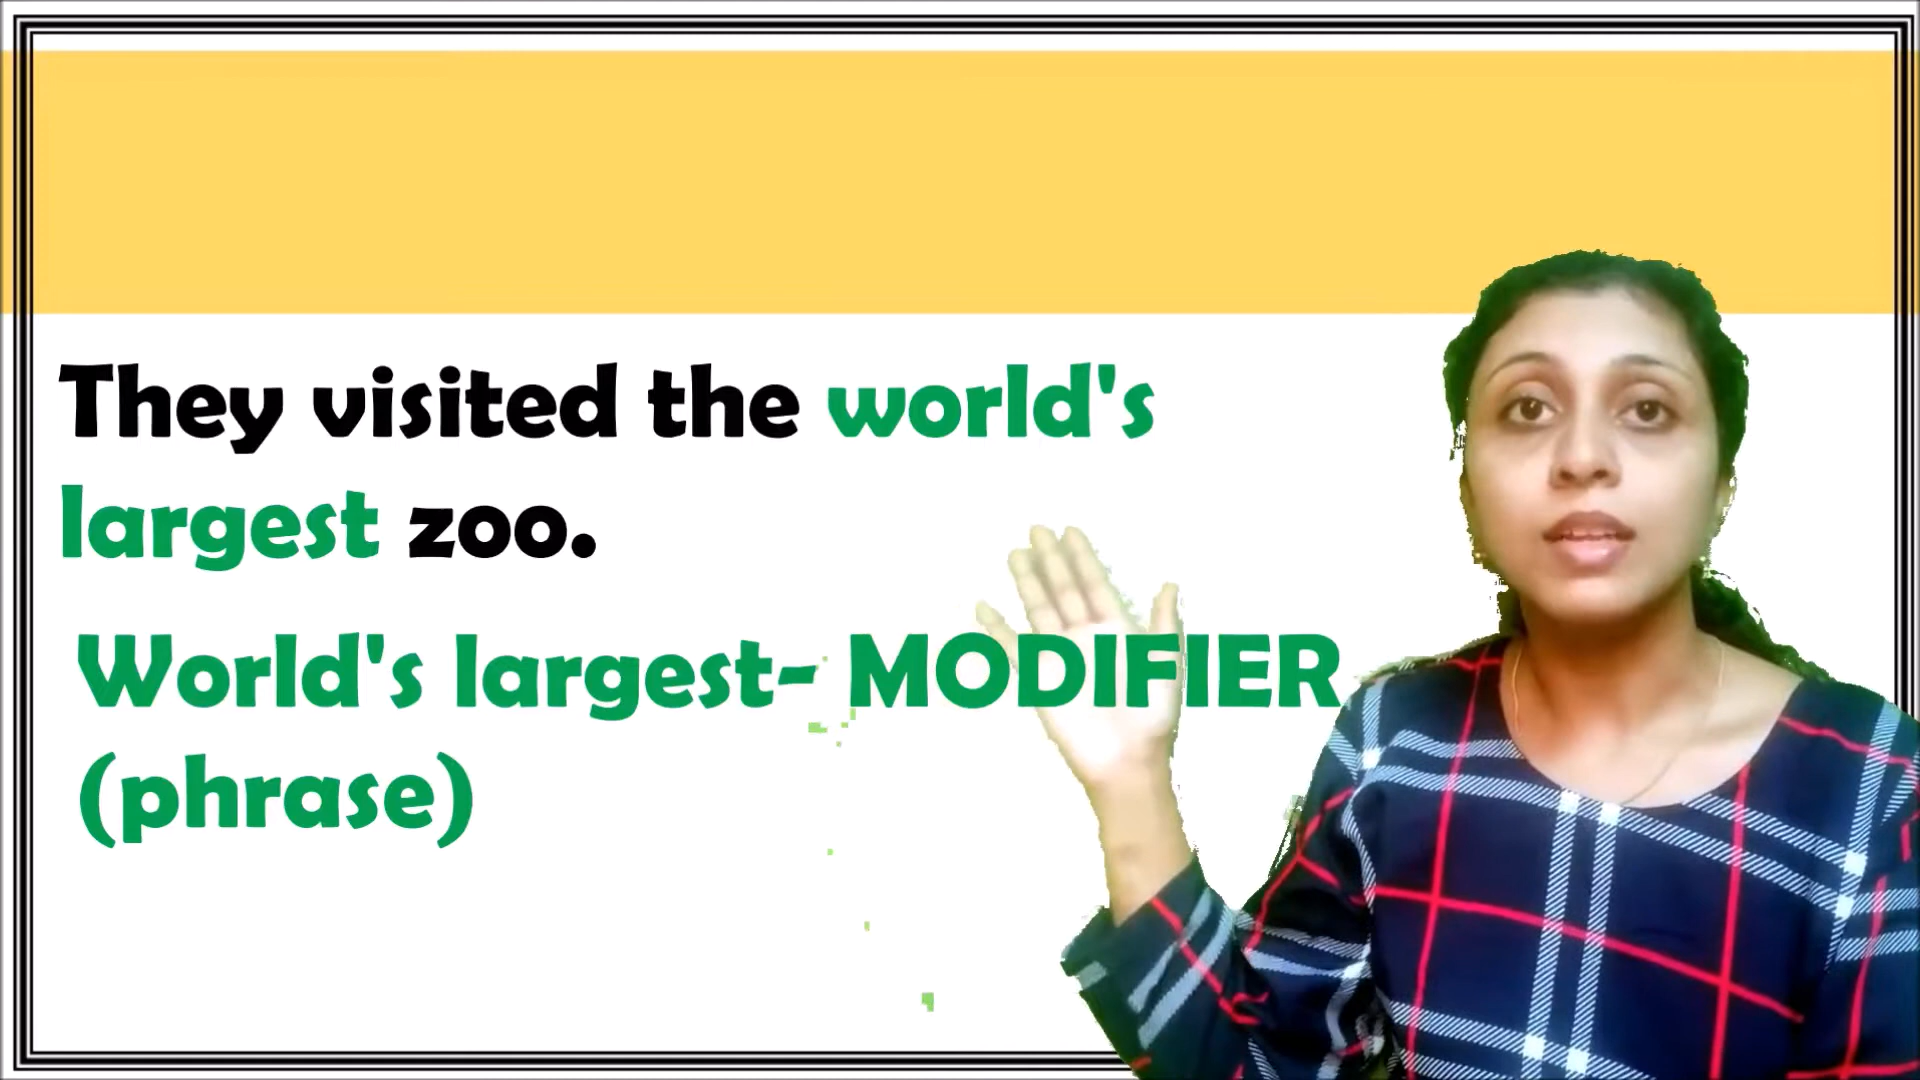 They visited the world's
largest zoo.
World's largest- MODIFIER
(phrase)